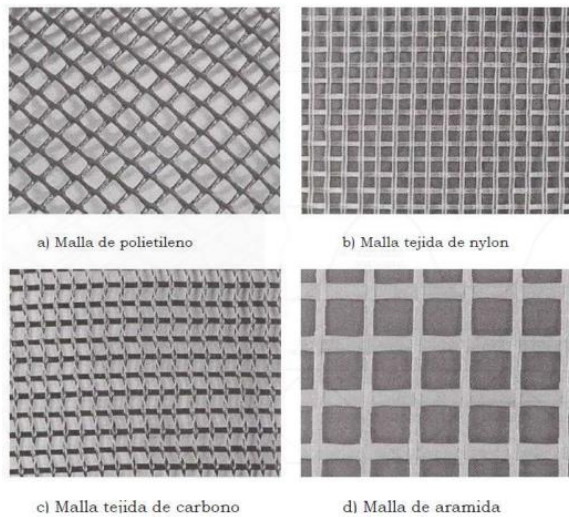 a) Malla de polietileno
b) Malla tejida de nylon
c) Malla tejida de carbono
d) Malla de aramida